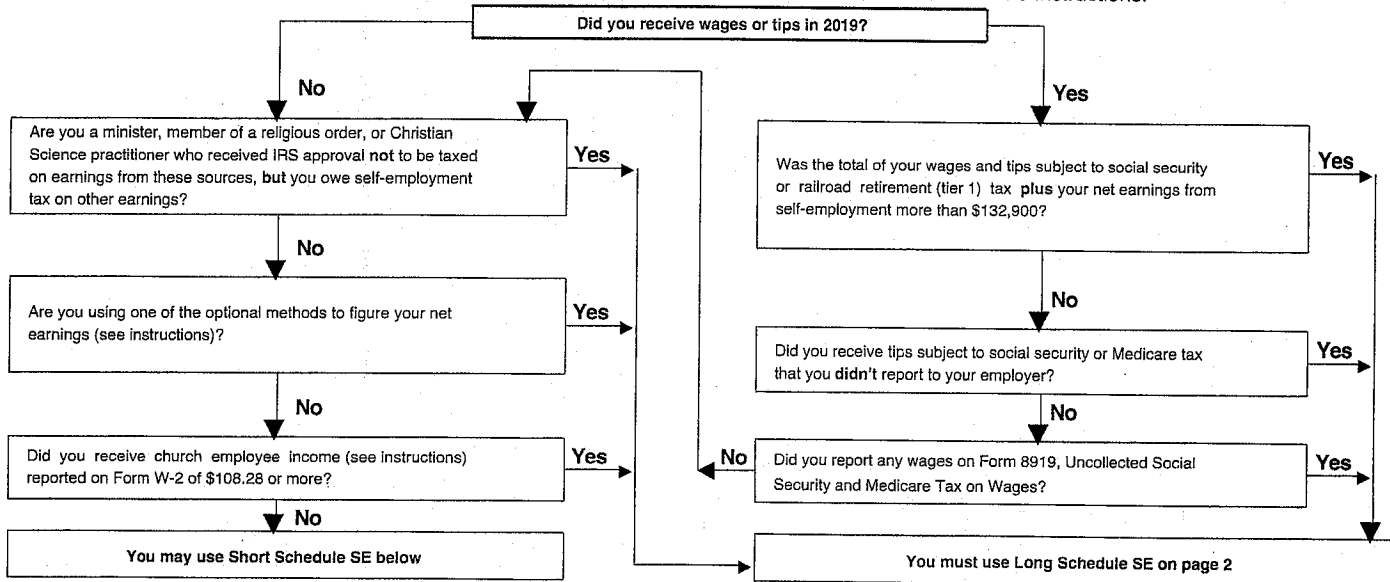 instructions.
Did you receive wages or tips in 2019?
No
Yes
Are you a minister, member of a religious order, or Christian
Science practitioner who received IRS approval not to be taxed
on earnings from these sources, but you owe self-employment
tax on other earnings?
Yes
Was the total of your wages and tips subject to social security
or railroad retirement (tier 1) tax plus your net earnings from
self-employment more than $132,900?
Yes
No
No
Are you using one of the optional methods to figure your net
earnings (see instructions)?
Yes
Did you receive tips subject to social security or Medicare tax
that you didn't report to your employer?
Yes
No
No
Did you receive church employee income (see instructions)
reported on Form W-2 of $108.28 or more?
Yes
No
Did you report any wages on Form 8919, Uncollected Social
Security and Medicare Tax on Wages?
Yes
No
You may use Short Schedule SE below
You must use Long Schedule SE on page 2